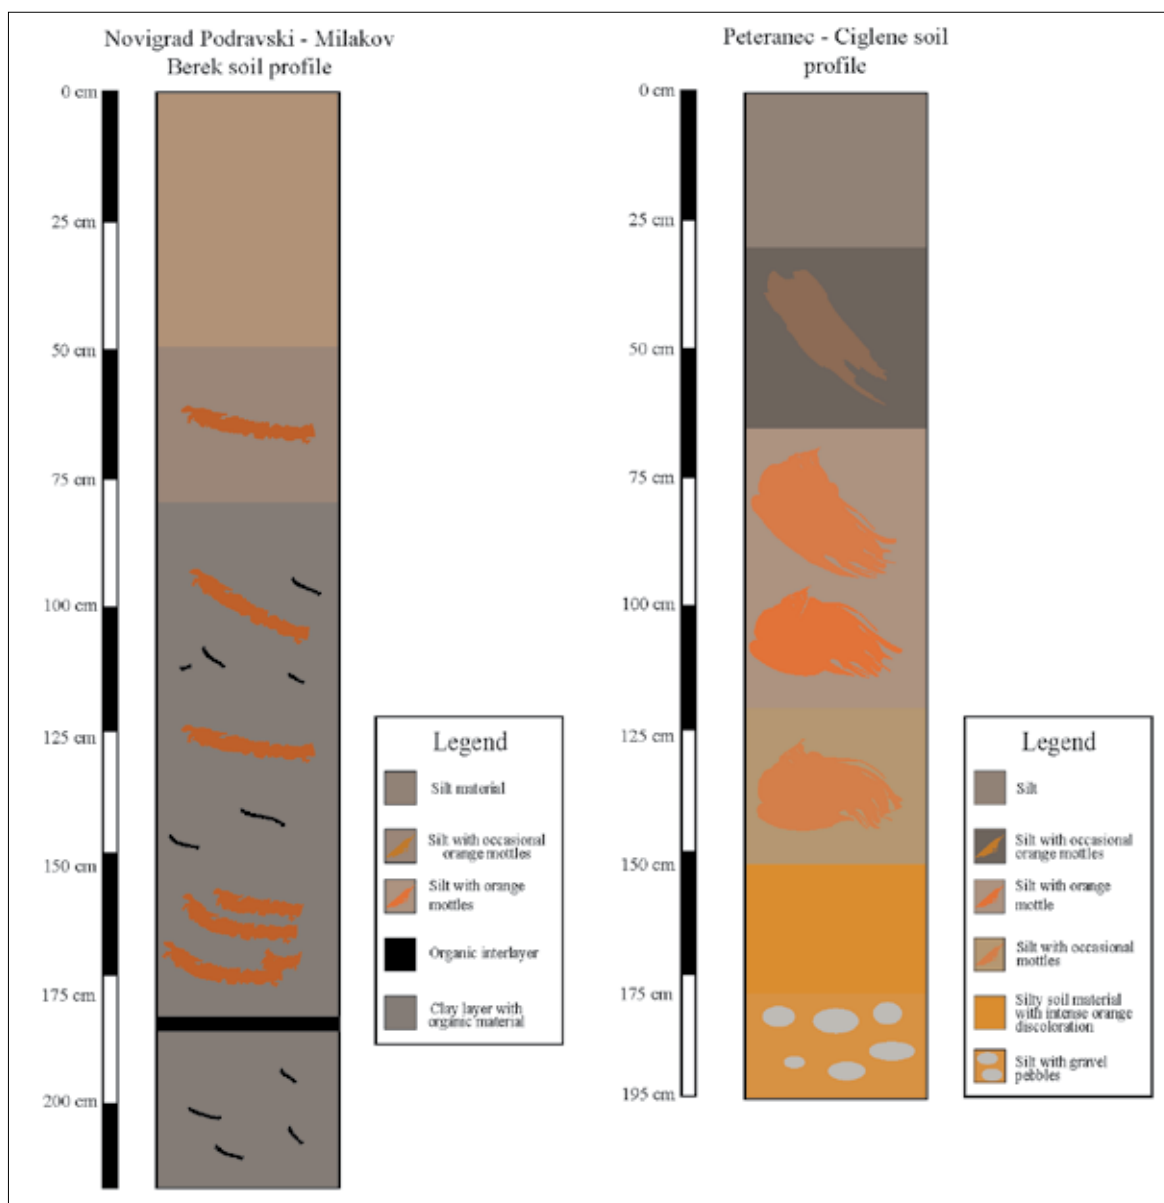 Novigrad Podravski - Milakov
Berek soil profile
0 cm
25 cm
50 cm
75 cm
100 cm
125 cm
150 cm
175 cm
200 cm
Legend
Silt material
Silt with occasional
orange mottles
Silt with orange
mottles
Organic interlayer
Clay layer with
organic material
Peteranec - Ciglene soil
profile
0 cm
25 cm
50 cm
75 cm
100 cm
125 cm
150 cm
175 cm
195 cm
Legend
Silt
Silt with occasional
orange mottles
Silt with orange
mottle
Silt with occasional
mottles
Silty soil material
with intense orange
discoloration
Silt with gravel
pebbles